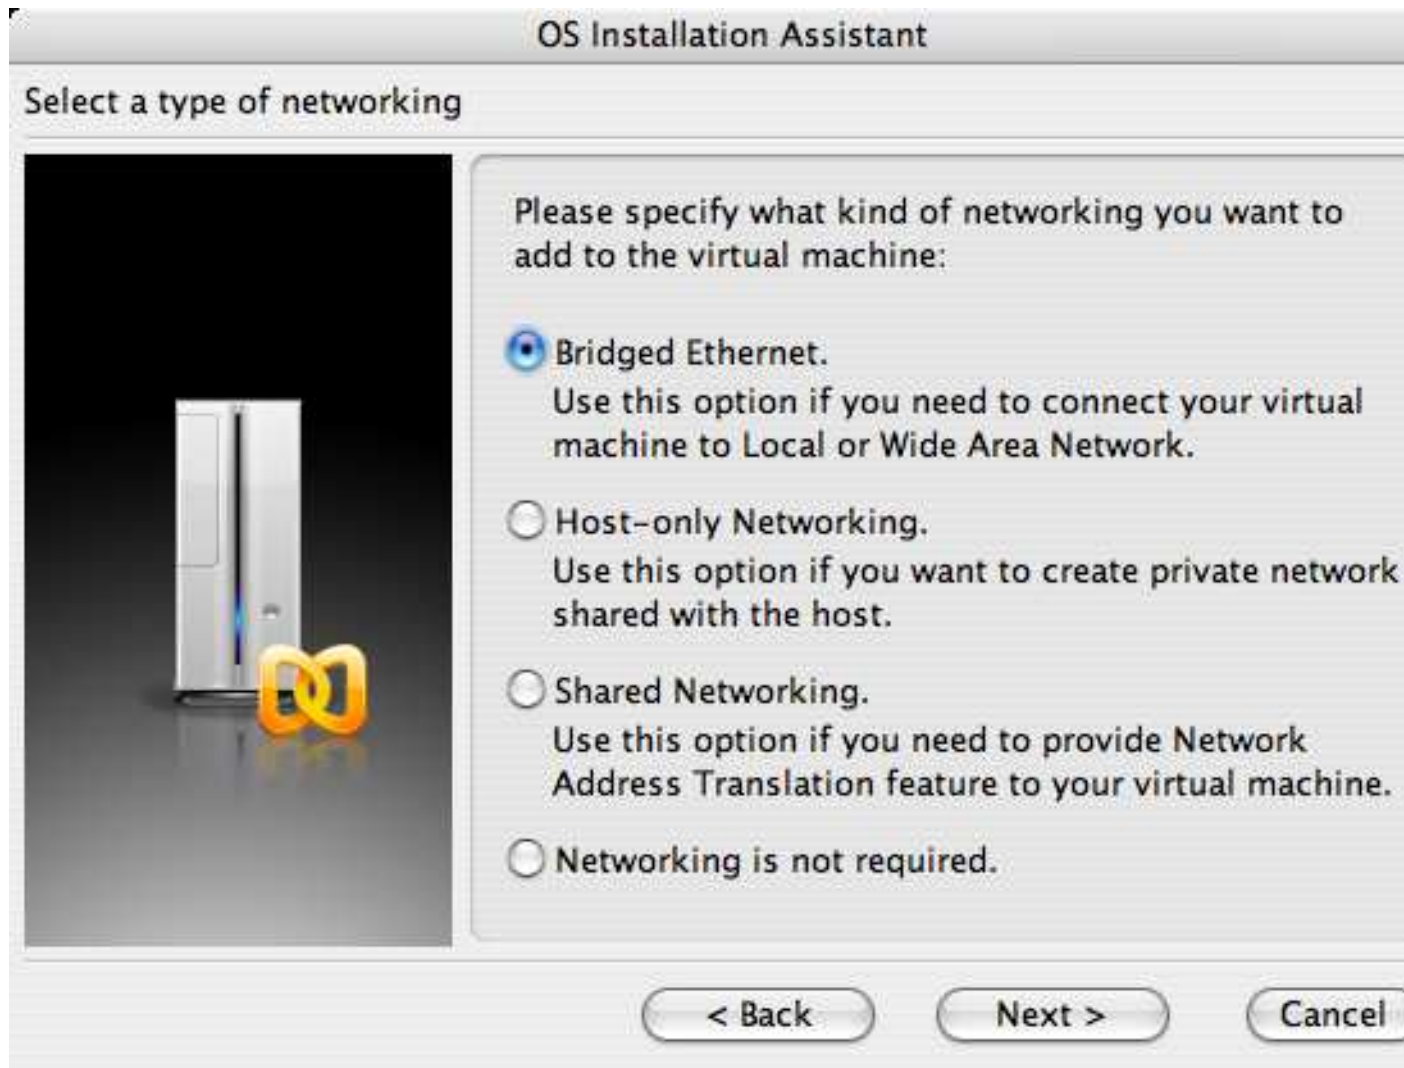 OS Installation Assistant
Select a type of networking
Please specify what kind of networking you want to
add to the virtual machine:
Bridged Ethernet.
Use this option if you need to connect your virtual
machine to Local or Wide Area Network.
Host-only Networking.
Use this option if you want to create private network
shared with the host.
Shared Networking.
Use this option if you need to provide Network
Address Translation feature to your virtual machine.
Networking is not required.
< Back Next > Cancel